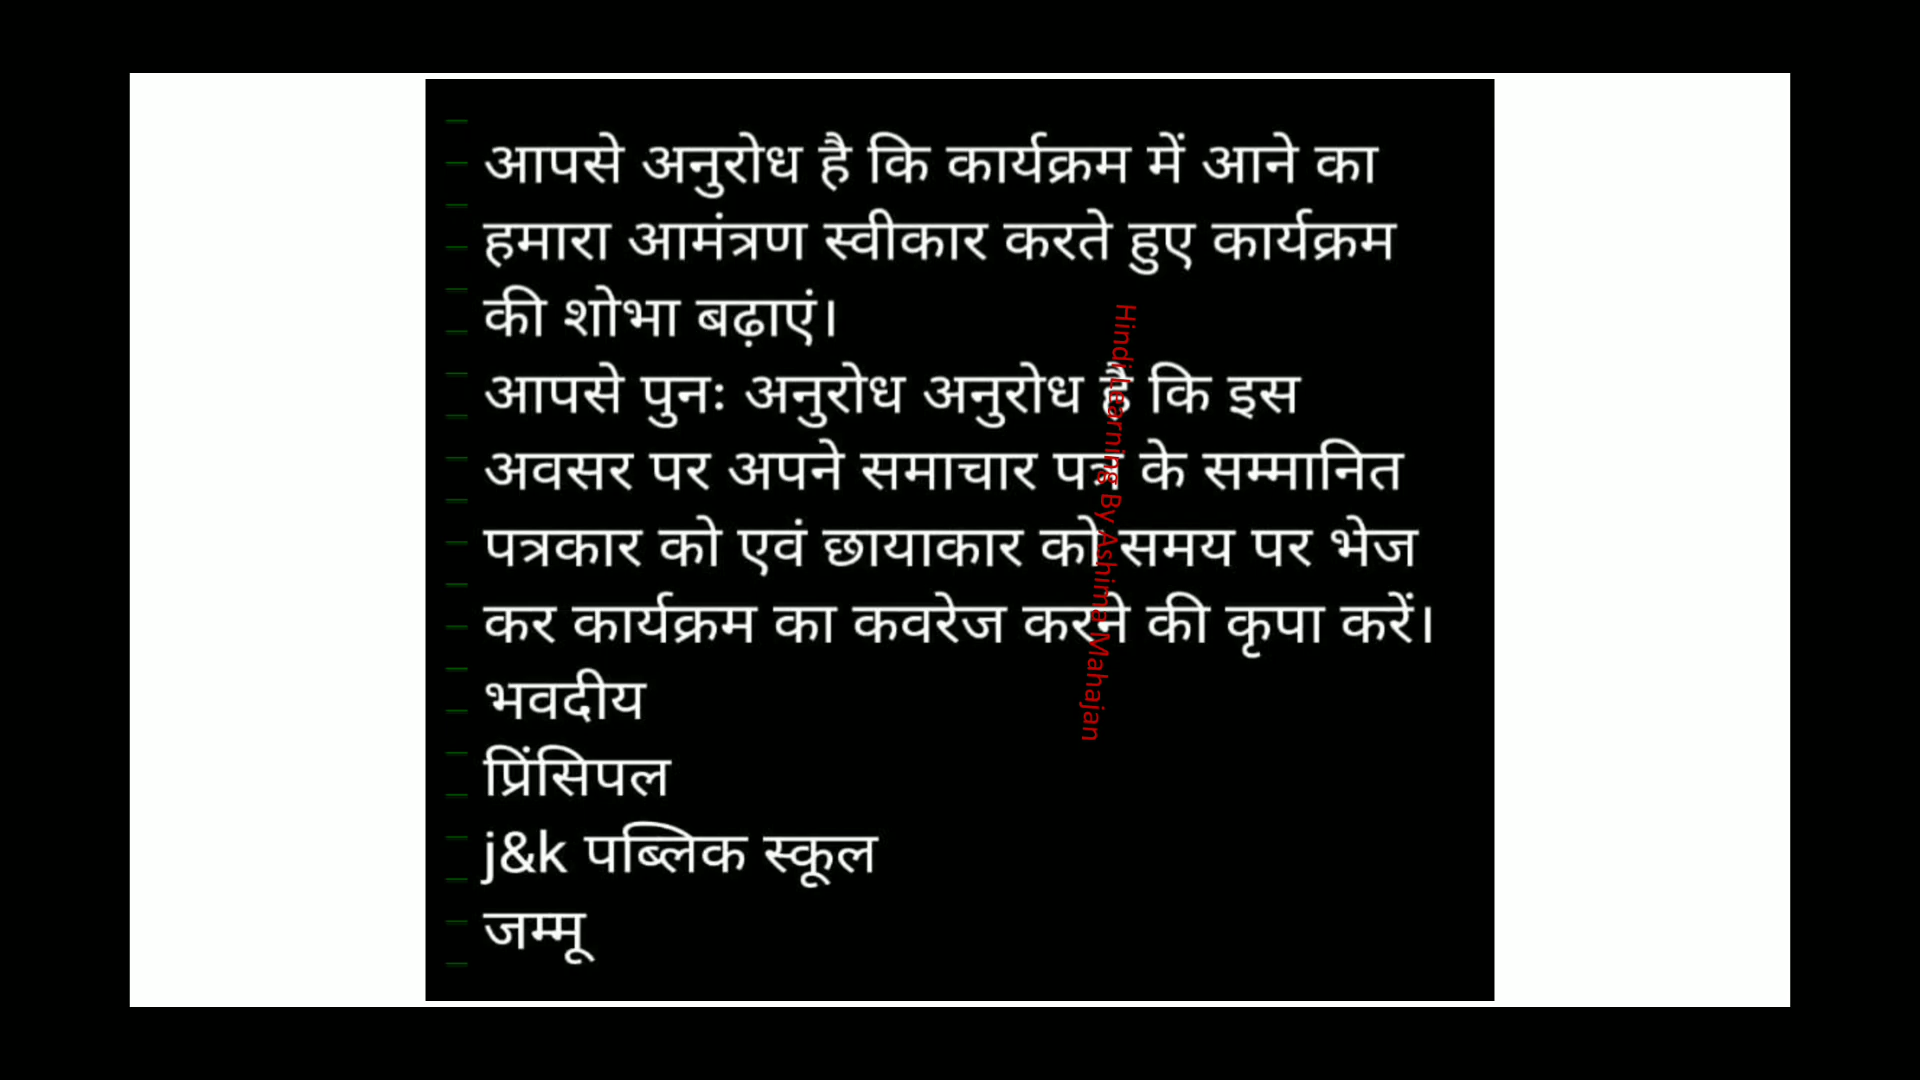 आपसे अनुरोध है कि कार्यक्रम में आने का
हमारा आमंत्रण स्वीकार करते हुए कार्यक्रम
की शोभा बढ़ाएं।
आपसे पुनः अनुरोध अनुरोध है कि इस
अवसर पर अपने समाचार पत्र के सम्मानित
पत्रकार को एवं छायाकार को समय पर भेज
कर कार्यक्रम का कवरेज करने की कृपा करें।
भवदीय
प्रिंसिपल
j&k पब्लिक स्कूल
जम्मू
Hindi Learning By Ashima Mahajan